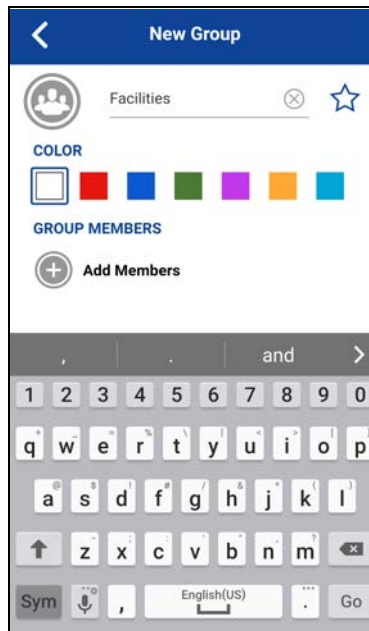 New Group
Facilities
COLOR
GROUP MEMBERS
Add Members
, . and
1 2 3 4 5 6 7 8 9 0
q w e r t y u i o p
a s d f g h j k l
z x c v b n m
Sym , English(US) . Go